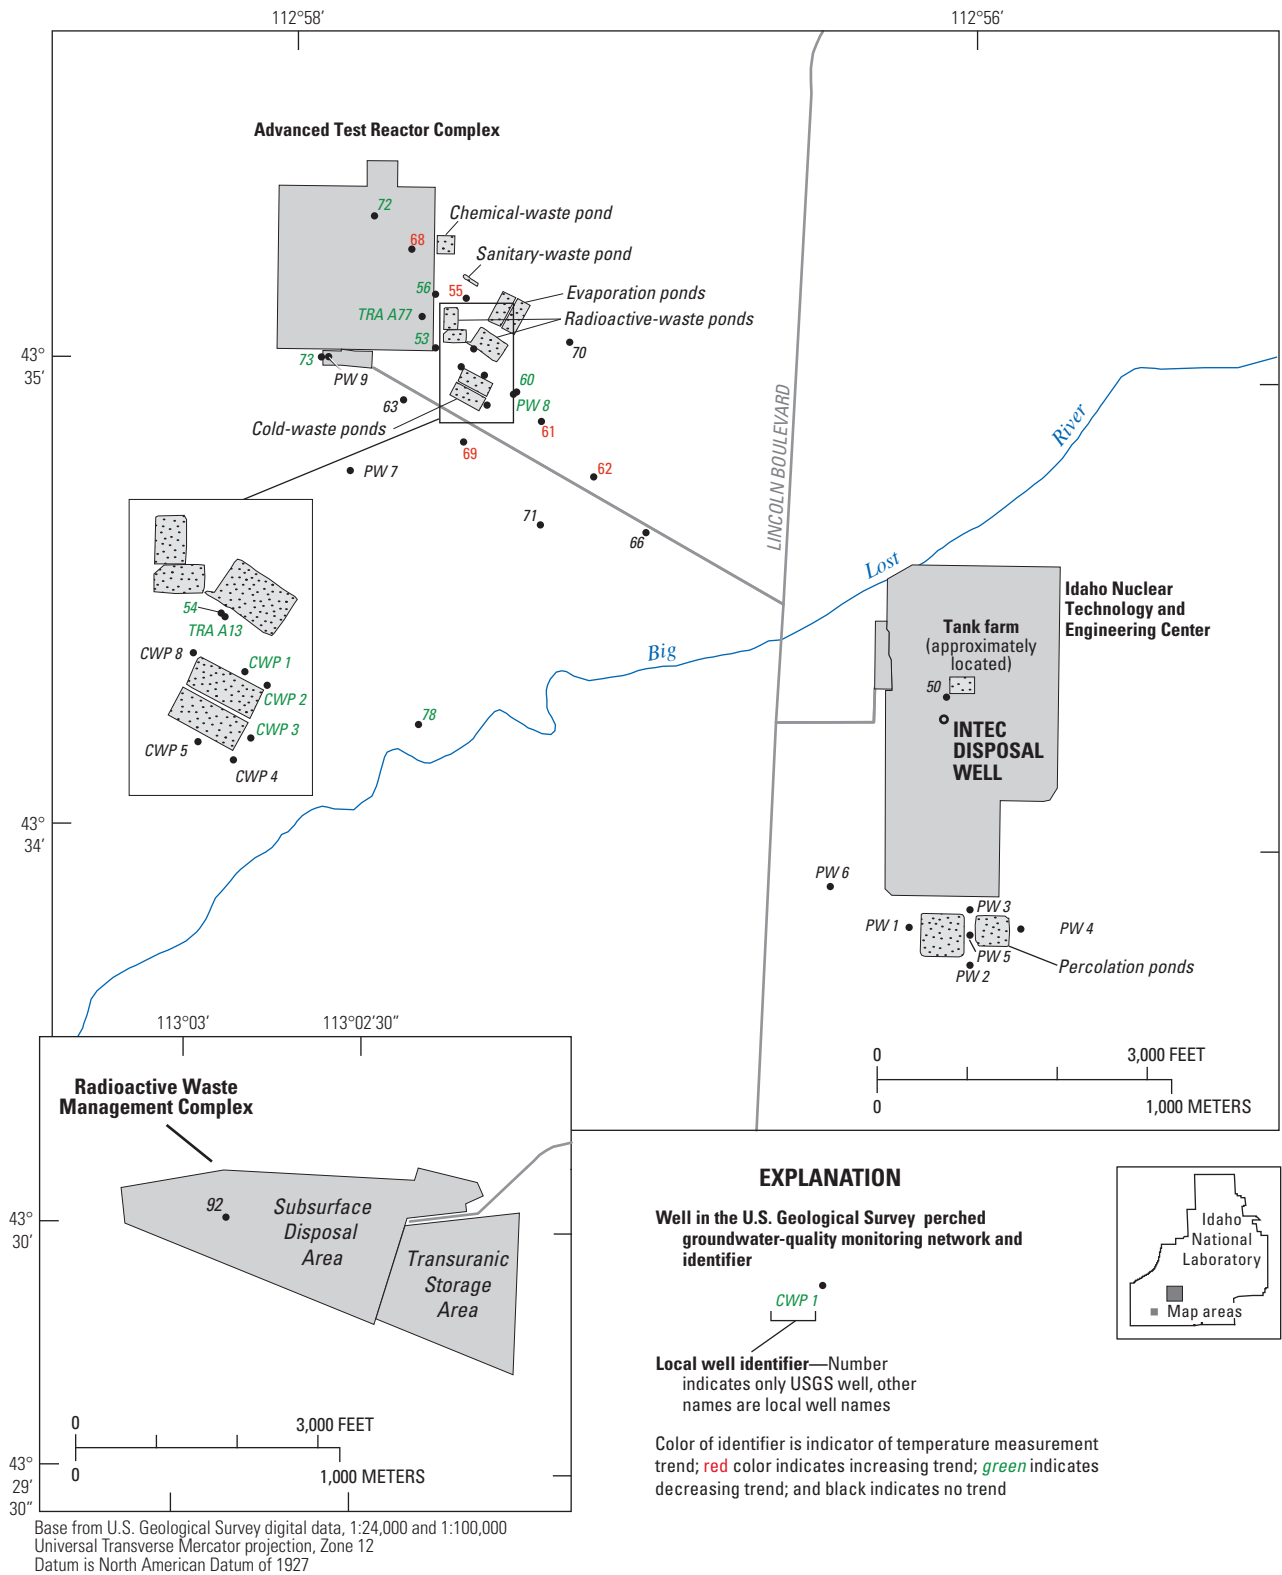 112°58′
112°56′
Advanced Test Reactor Complex
72
Chemical-waste pond
68
Sanitary-waste pond
56
55
Evaporation ponds
TRA A77
Radioactive-waste ponds
53
70
43°
35′
73
PW 9
60
63
PW 8
Cold-waste ponds
61
69
62
PW 7
71
66
LINCOLN BOULEVARD
River
Lost
Big
54
TRA A13
CWP 8
CWP 1
CWP 2
CWP 3
CWP 5
CWP 4
78
Idaho Nuclear
Technology and
Engineering Center
Tank farm
(approximately
located)
50
INTEC
DISPOSAL
WELL
43°
34′
PW 6
PW 3
PW 1
PW 4
PW 5
PW 2
Percolation ponds
0
3,000 FEET
0
1,000 METERS
113°03′
113°02′30″
Radioactive Waste
Management Complex
92
Subsurface
Disposal
Area
Transuranic
Storage
Area
43°
30′
0
3,000 FEET
0
1,000 METERS
43°
29′
30″
EXPLANATION
Well in the U.S. Geological Survey perched
groundwater-quality monitoring network and
identifier
CWP 1
Local well identifier—Number
indicates only USGS well, other
names are local well names
Color of identifier is indicator of temperature measurement
trend; red color indicates increasing trend; green indicates
decreasing trend; and black indicates no trend
Idaho
National
Laboratory
Map areas
Base from U.S. Geological Survey digital data, 1:24,000 and 1:100,000
Universal Transverse Mercator projection, Zone 12
Datum is North American Datum of 1927